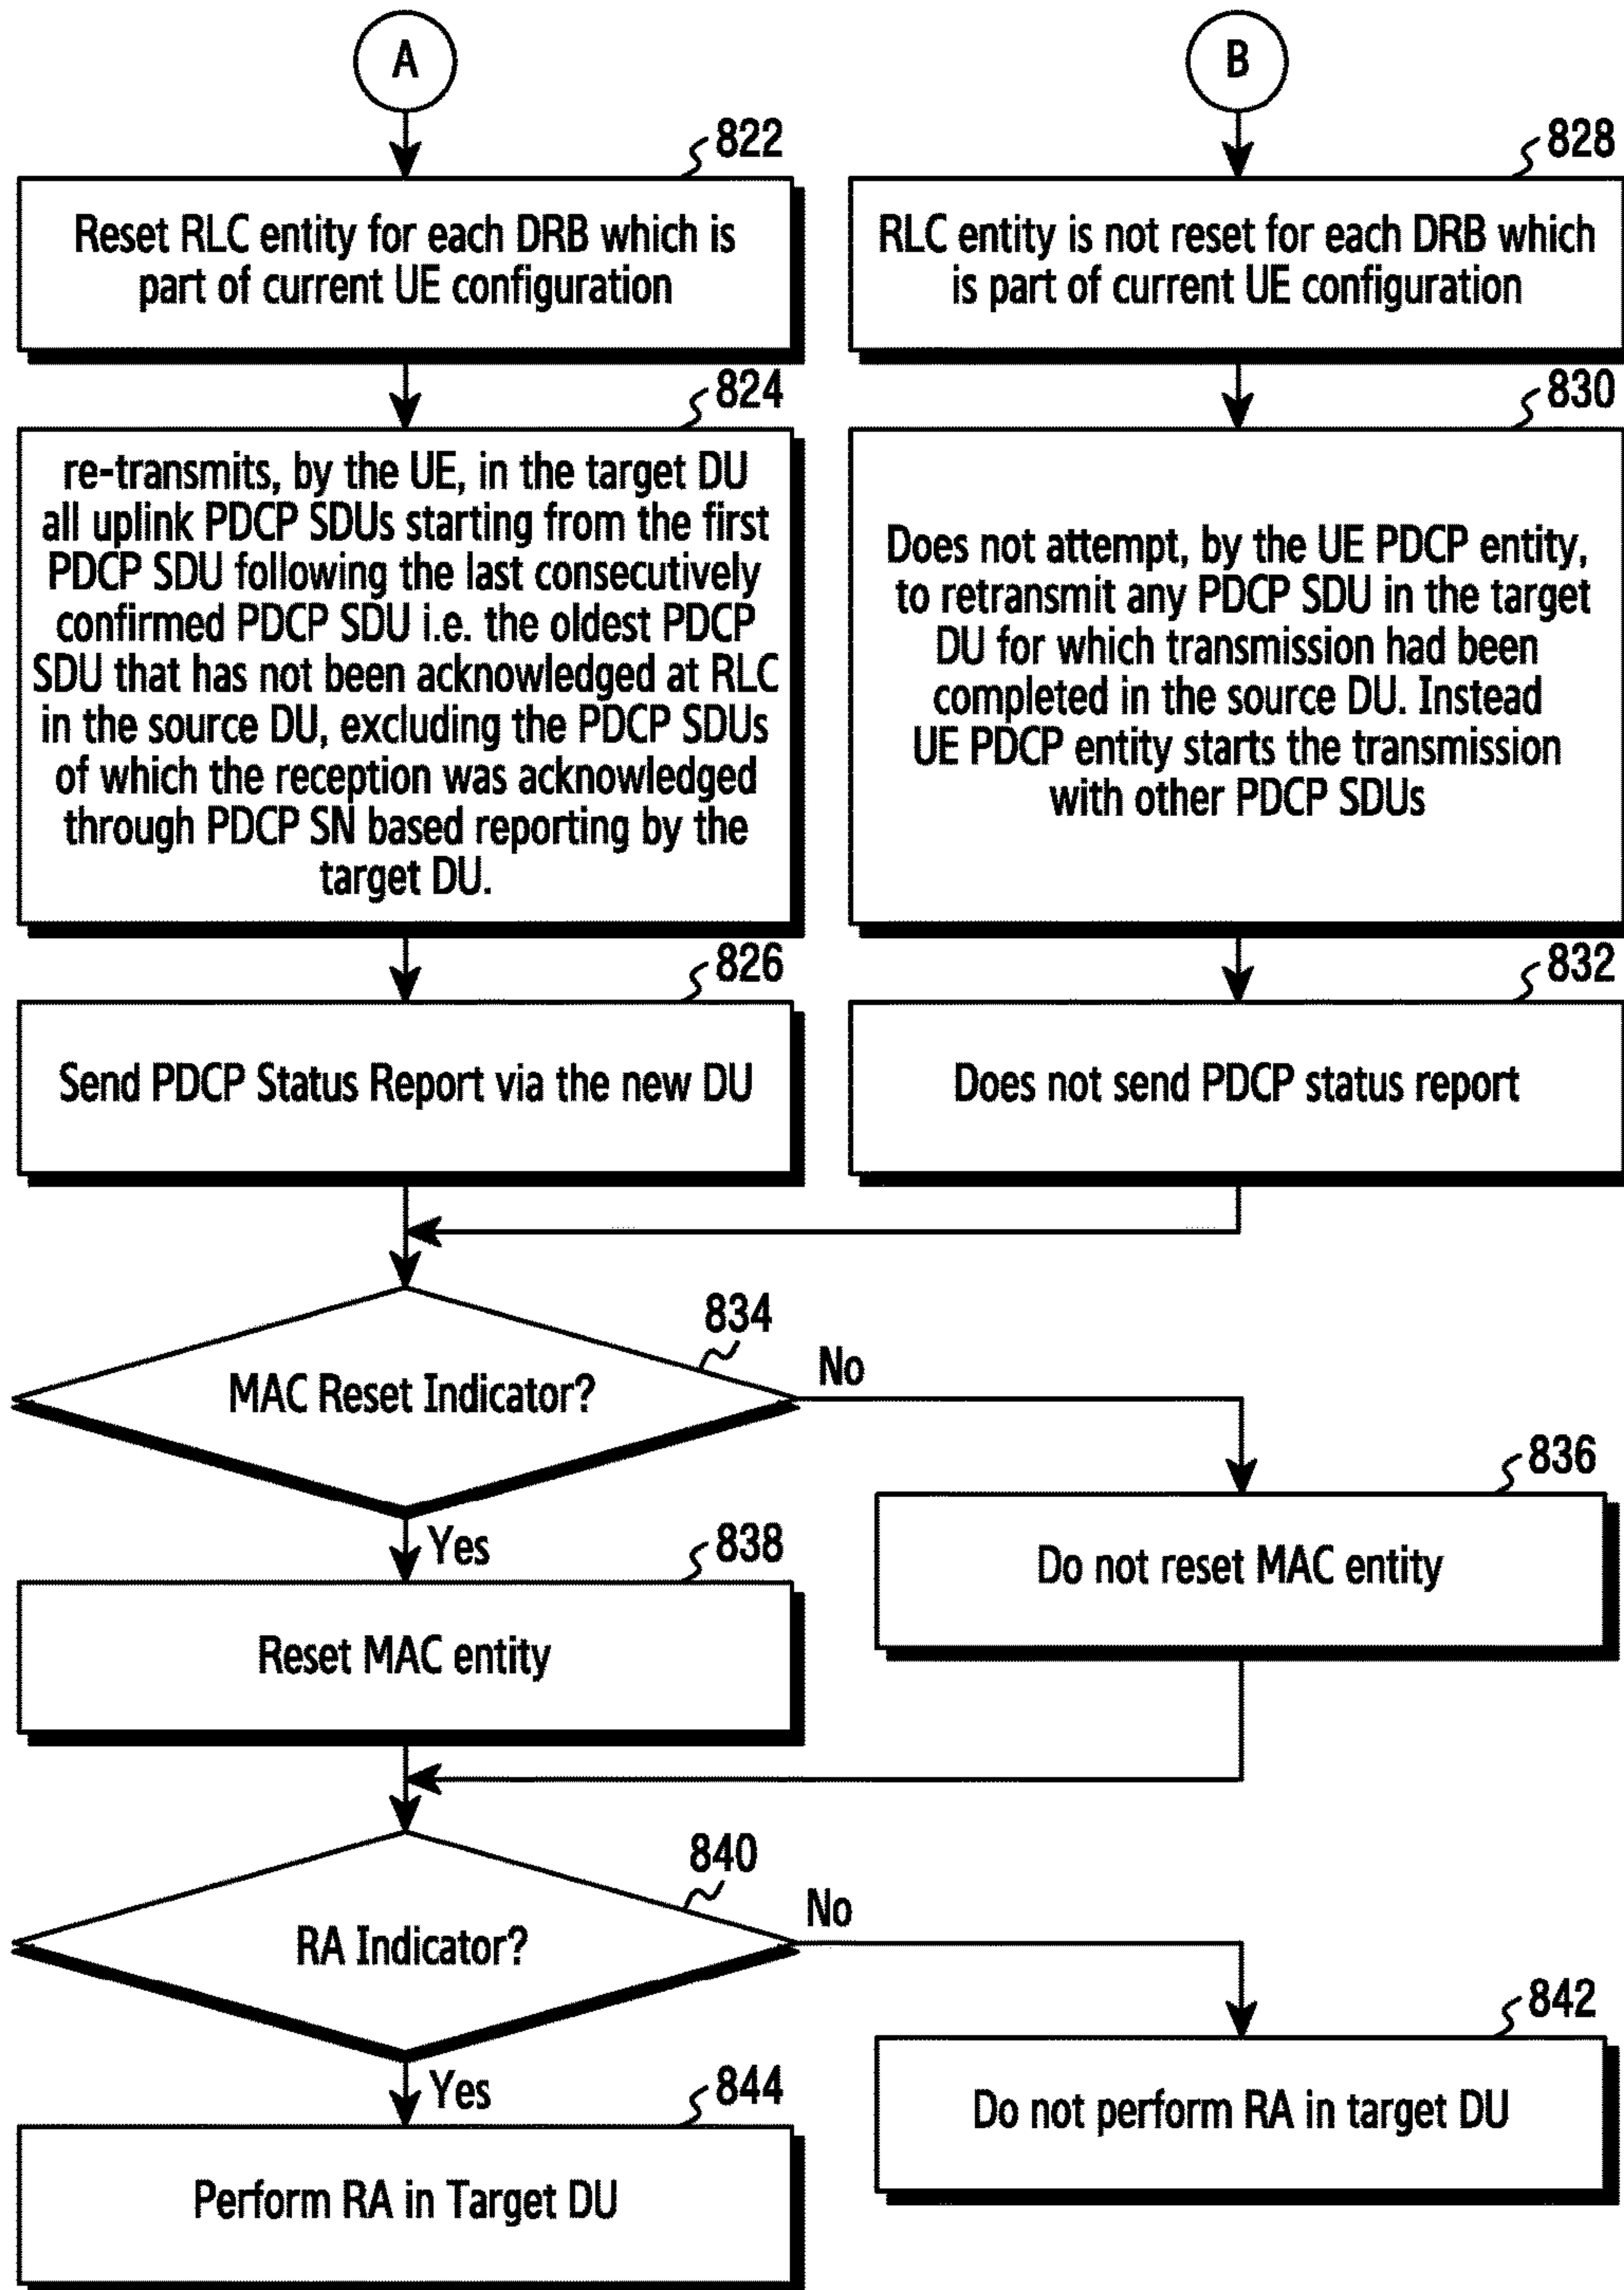 A
822
Reset RLC entity for each DRB which is
part of current UE configuration
824
re-transmits, by the UE, in the target DU
all uplink PDCP SDUs starting from the first
PDCP SDU following the last consecutively
confirmed PDCP SDU i.e. the oldest PDCP
SDU that has not been acknowledged at RLC
in the source DU, excluding the PDCP SDUs
of which the reception was acknowledged
through PDCP SN based reporting by the
target DU.
826
Send PDCP Status Report via the new DU
B
828
RLC entity is not reset for each DRB which
is part of current UE configuration
830
Does not attempt, by the UE PDCP entity,
to retransmit any PDCP SDU in the target
DU for which transmission had been
completed in the source DU. Instead
UE PDCP entity starts the transmission
with other PDCP SDUs
832
Does not send PDCP status report
834
MAC Reset Indicator?
No
836
Do not reset MAC entity
Yes
838
Reset MAC entity
840
RA Indicator?
No
842
Do not perform RA in target DU
Yes
844
Perform RA in Target DU